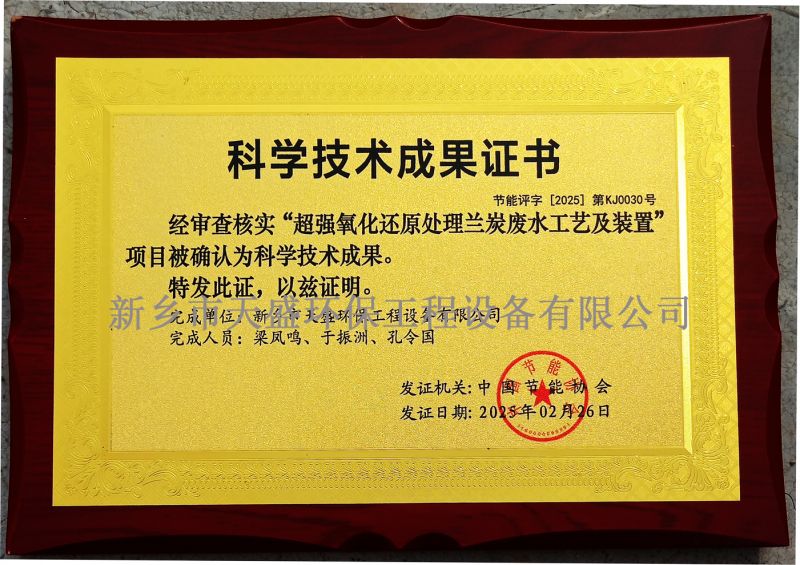 科学技术成果证书
节能评字［2025］第KJ0030号
经审查核实“超强氧化还原处理兰炭废水工艺及装置”
项目被确认为科学技术成果。
特发此证，以兹证明。
新乡市天盛环保工程设备有限公司
完成单位：新乡市天盛环保工程设备有限公司
完成人员：梁凤鸣、于振洲、孔令国
发证机关：中国节能协会
发证日期：2025年02月26日